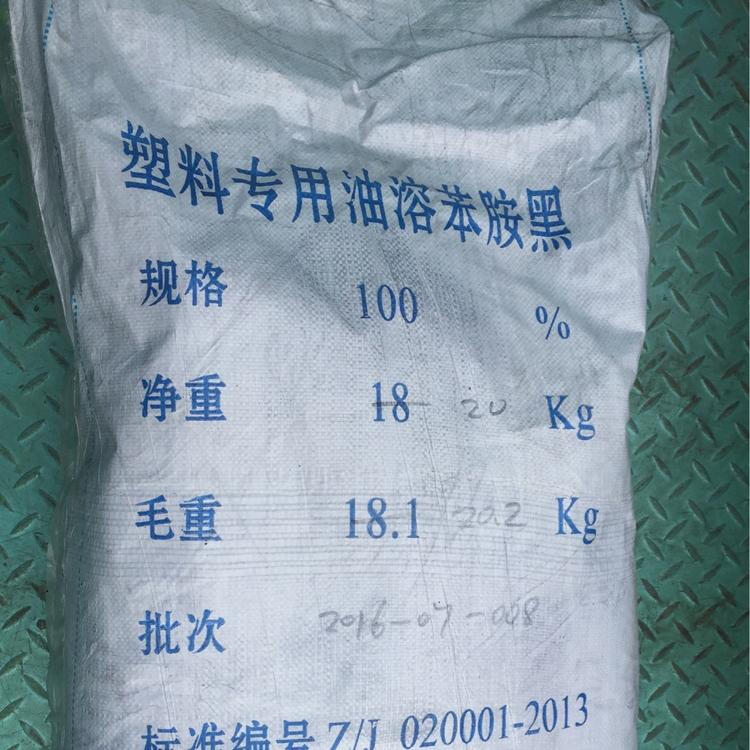 塑料专用油溶苯胺黑
规格 100 %
净重 18 20 Kg
毛重 18.1 20.2 Kg
批次 2016-07-008
标准编号 Z/J 020001-2013